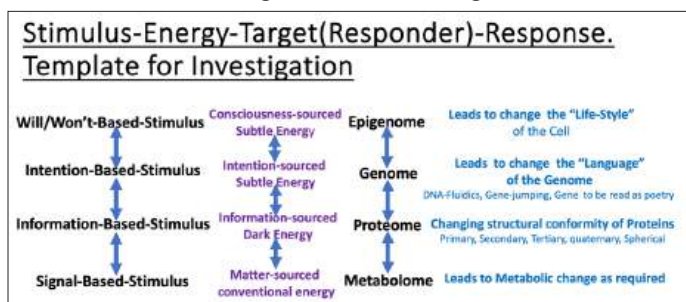 Stimulus-Energy-Target(Responder)-Response.
Template for Investigation
Will/Won't-Based-Stimulus Consciousness-sourced Subtle Energy Epigenome Leads to change the "Life-Style" of the Cell
Intention-Based-Stimulus Intention-sourced Subtle Energy Genome Leads to change the "Language" of the Genome
DNA-Fluidics, Gene-jumping, Gene to be read as poetry
Information-Based-Stimulus Information-sourced Dark Energy Proteome Changing structural conformity of Proteins
Primary, Secondary, Tertiary, quaternary, Spherical
Signal-Based-Stimulus Matter-sourced conventional energy Metabolome Leads to Metabolic change as required